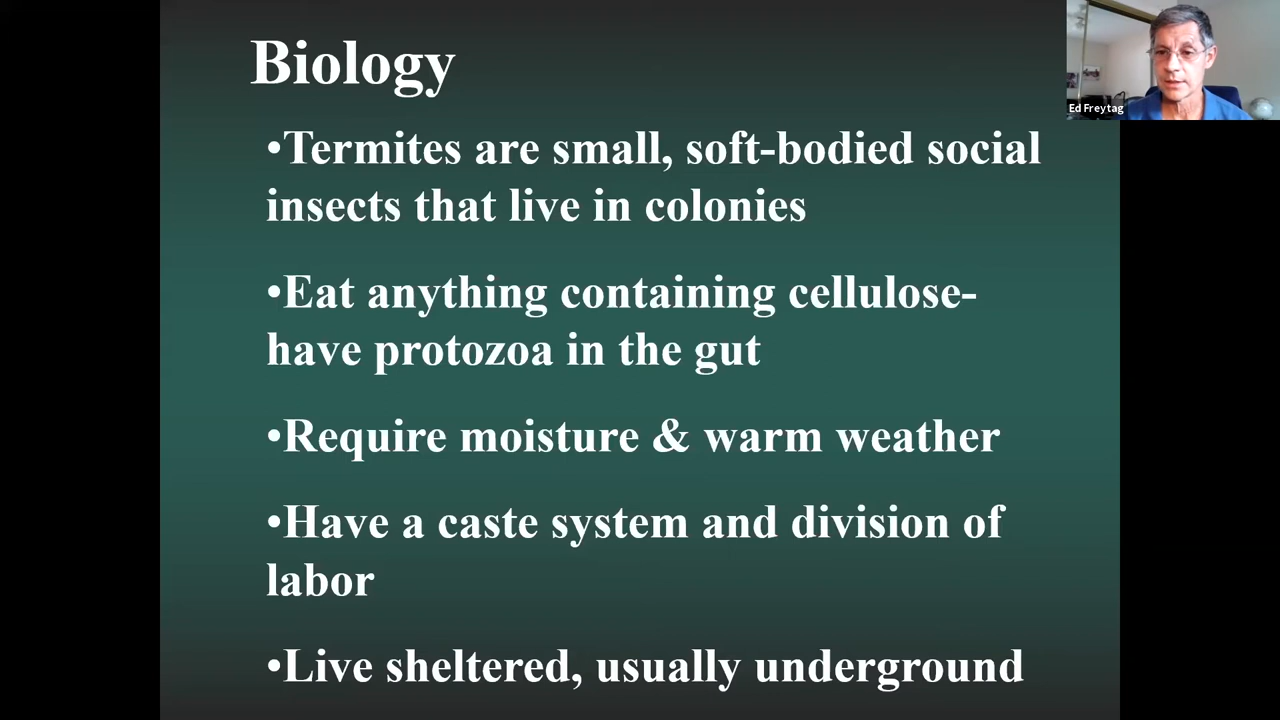 Biology
•Termites are small, soft-bodied social
insects that live in colonies
•Eat anything containing cellulose-
have protozoa in the gut
•Require moisture & warm weather
•Have a caste system and division of
labor
•Live sheltered, usually underground
Ed Freytag